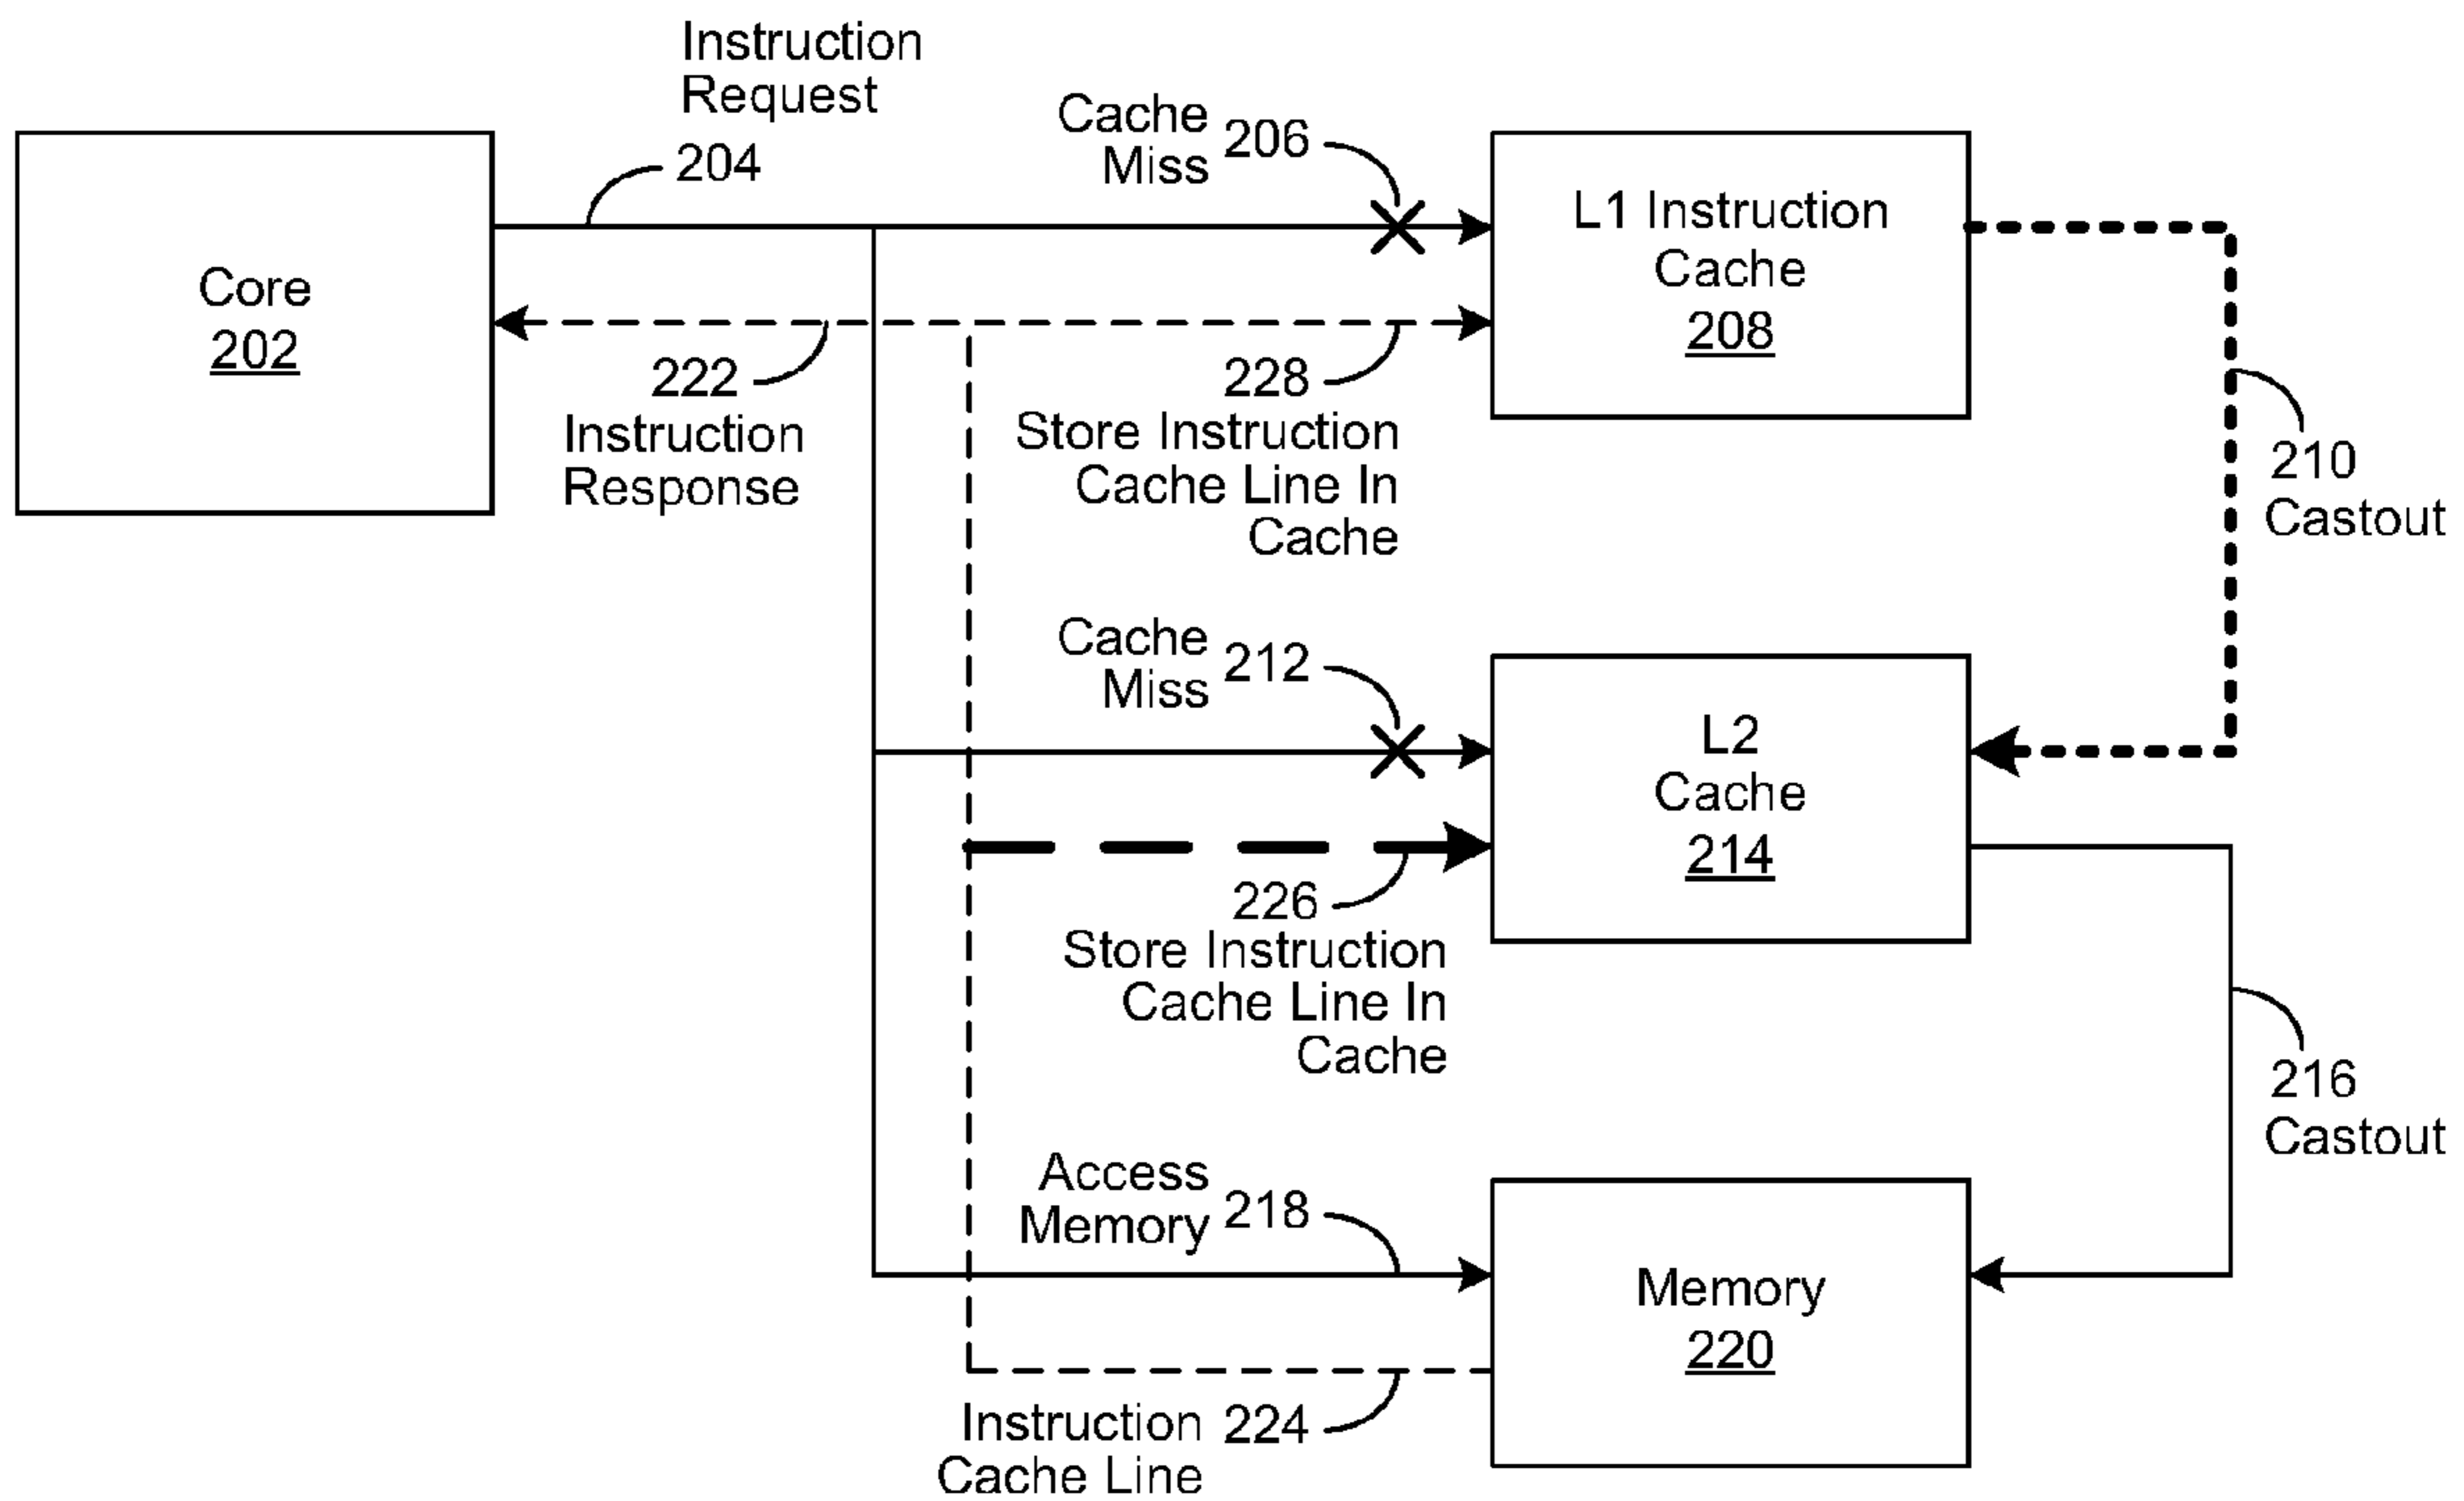 Instruction
Request
204
Cache
Miss
206
Core
202
L1 Instruction
Cache
208
222
Instruction
Response
228
Store Instruction
Cache Line In
Cache
210
Castout
Cache
Miss
212
L2
Cache
214
226
Store Instruction
Cache Line In
Cache
216
Castout
Access
Memory
218
Memory
220
Instruction
Cache Line
224